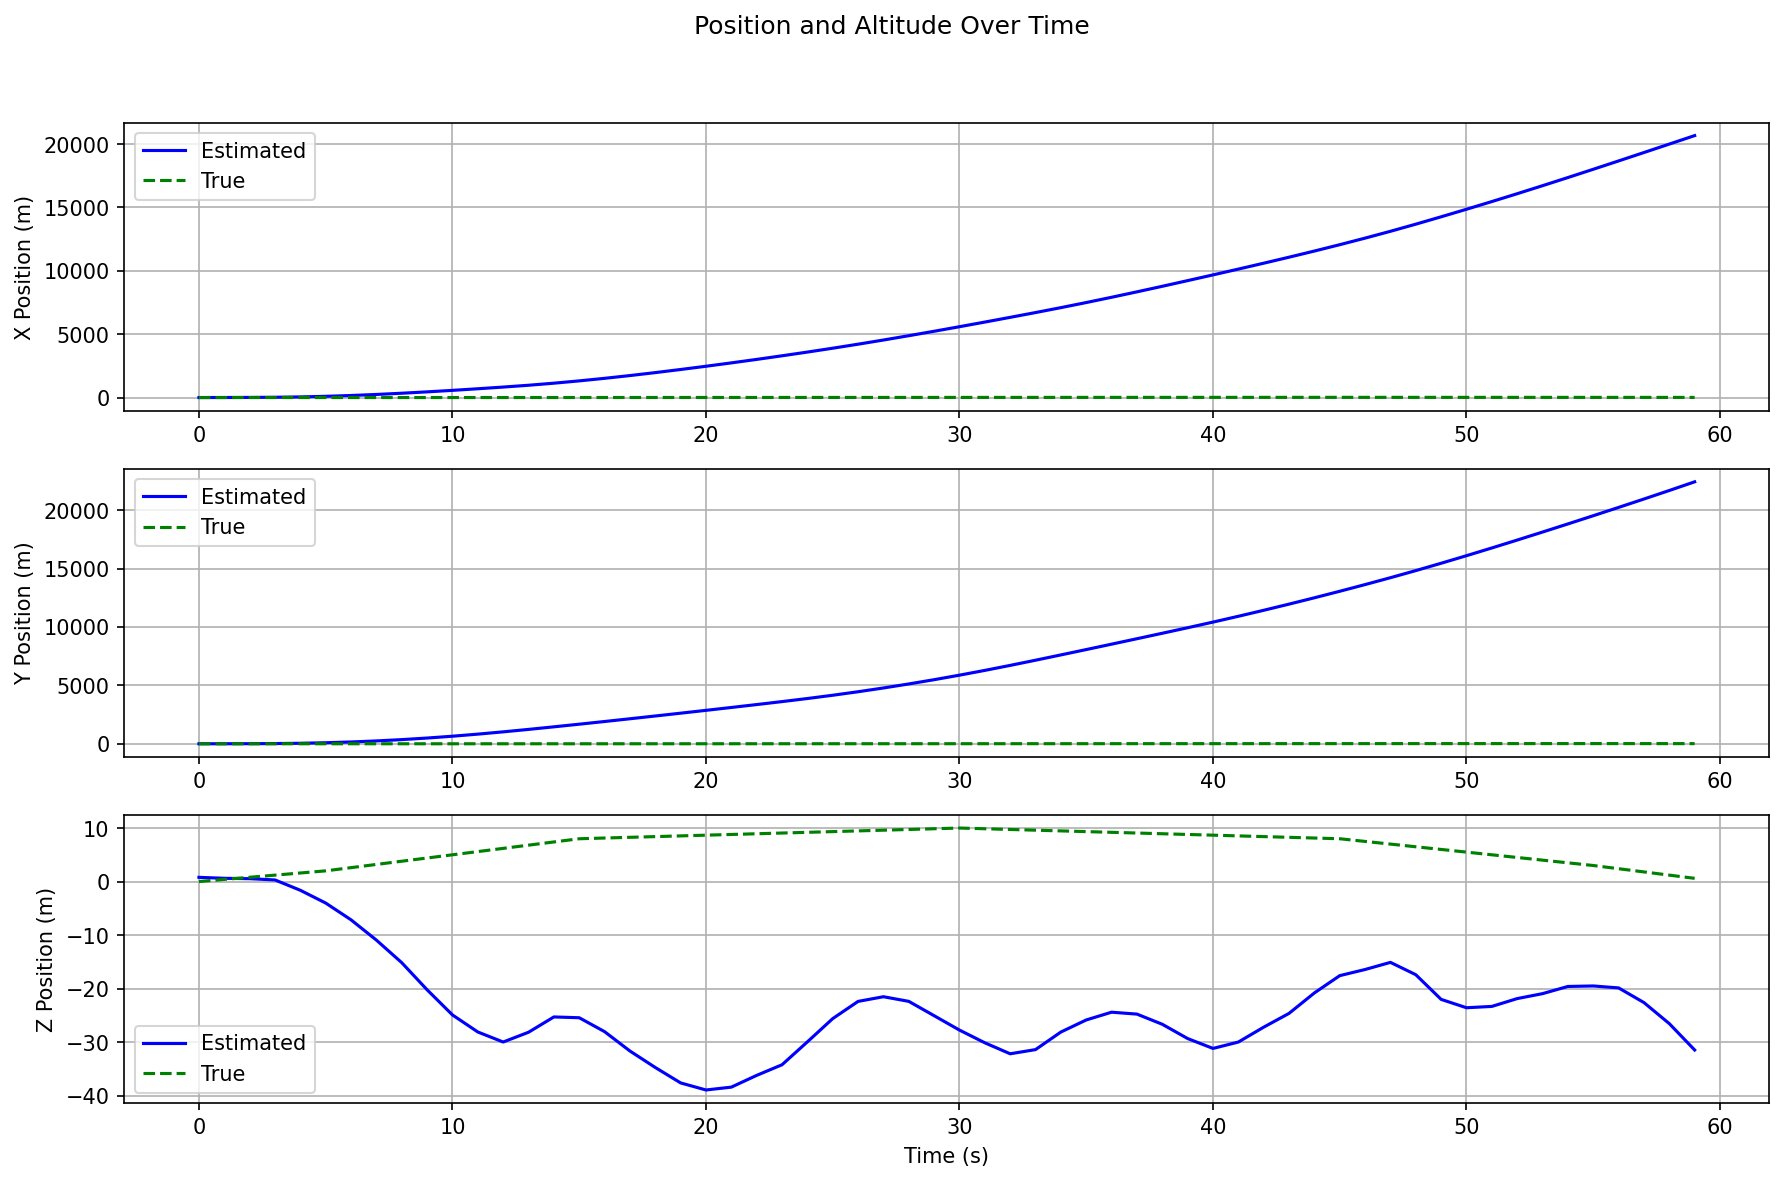 Position and Altitude Over Time
20000
15000
10000
5000
0
X Position (m)
Estimated
True
0 10 20 30 40 50 60
20000
15000
10000
5000
0
Y Position (m)
Estimated
True
0 10 20 30 40 50 60
10
0
−10
−20
−30
−40
Z Position (m)
Estimated
True
0 10 20 30 40 50 60
Time (s)